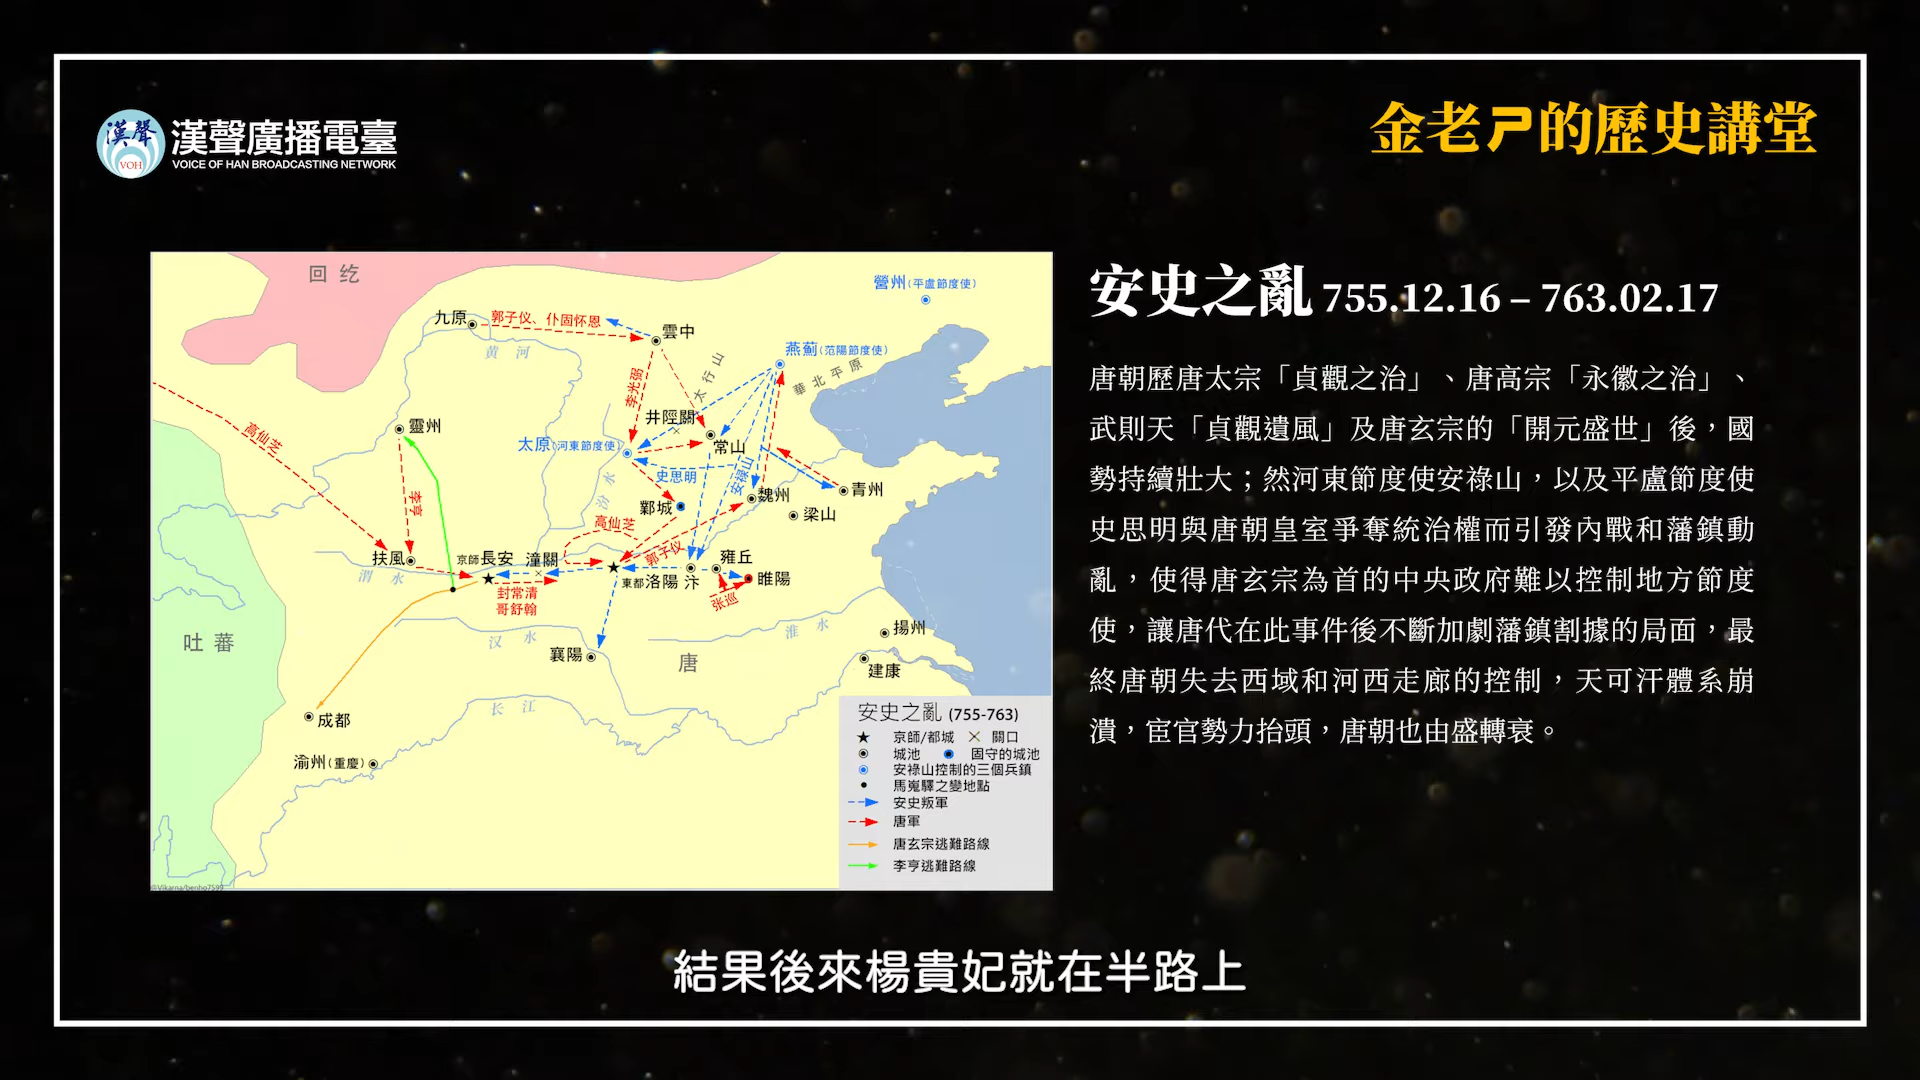 漢聲
VOH
漢聲廣播電臺
VOICE OF HAN BROADCASTING NETWORK
金老ㄕ的歷史講堂
安史之亂 755.12.16 – 763.02.17
唐朝歷唐太宗「貞觀之治」、唐高宗「永徽之治」、
武則天「貞觀遺風」及唐玄宗的「開元盛世」後，國
勢持續壯大；然河東節度使安祿山，以及平盧節度使
史思明與唐朝皇室爭奪統治權而引發內戰和藩鎮動
亂，使得唐玄宗為首的中央政府難以控制地方節度
使，讓唐代在此事件後不斷加劇藩鎮割據的局面，最
終唐朝失去西域和河西走廊的控制，天可汗體系崩
潰，宦官勢力抬頭，唐朝也由盛轉衰。
回紇
營州(平盧節度使)
九原
郭子仪、仆固怀恩
雲中
黄河
燕薊(范陽節度使)
太行山
華北平原
李光弼
井陘關
靈州
高仙芝
太原(河東節度使)
常山
史思明
安禄山
汾水
魏州
青州
李亨
鄴城
梁山
高仙芝
郭子仪
扶風
京師長安
潼關
雍丘
渭水
東都洛陽
汴
睢陽
封常清
哥舒翰
张巡
吐蕃
汉水
淮水
揚州
襄陽
唐
建康
长江
成都
渝州(重慶)
安史之亂 (755-763)
京師/都城
關口
城池
固守的城池
安祿山控制的三個兵鎮
馬嵬驛之變地點
安史叛軍
唐軍
唐玄宗逃難路線
李亨逃難路線
@Vikarna/benho7599
結果後來楊貴妃就在半路上